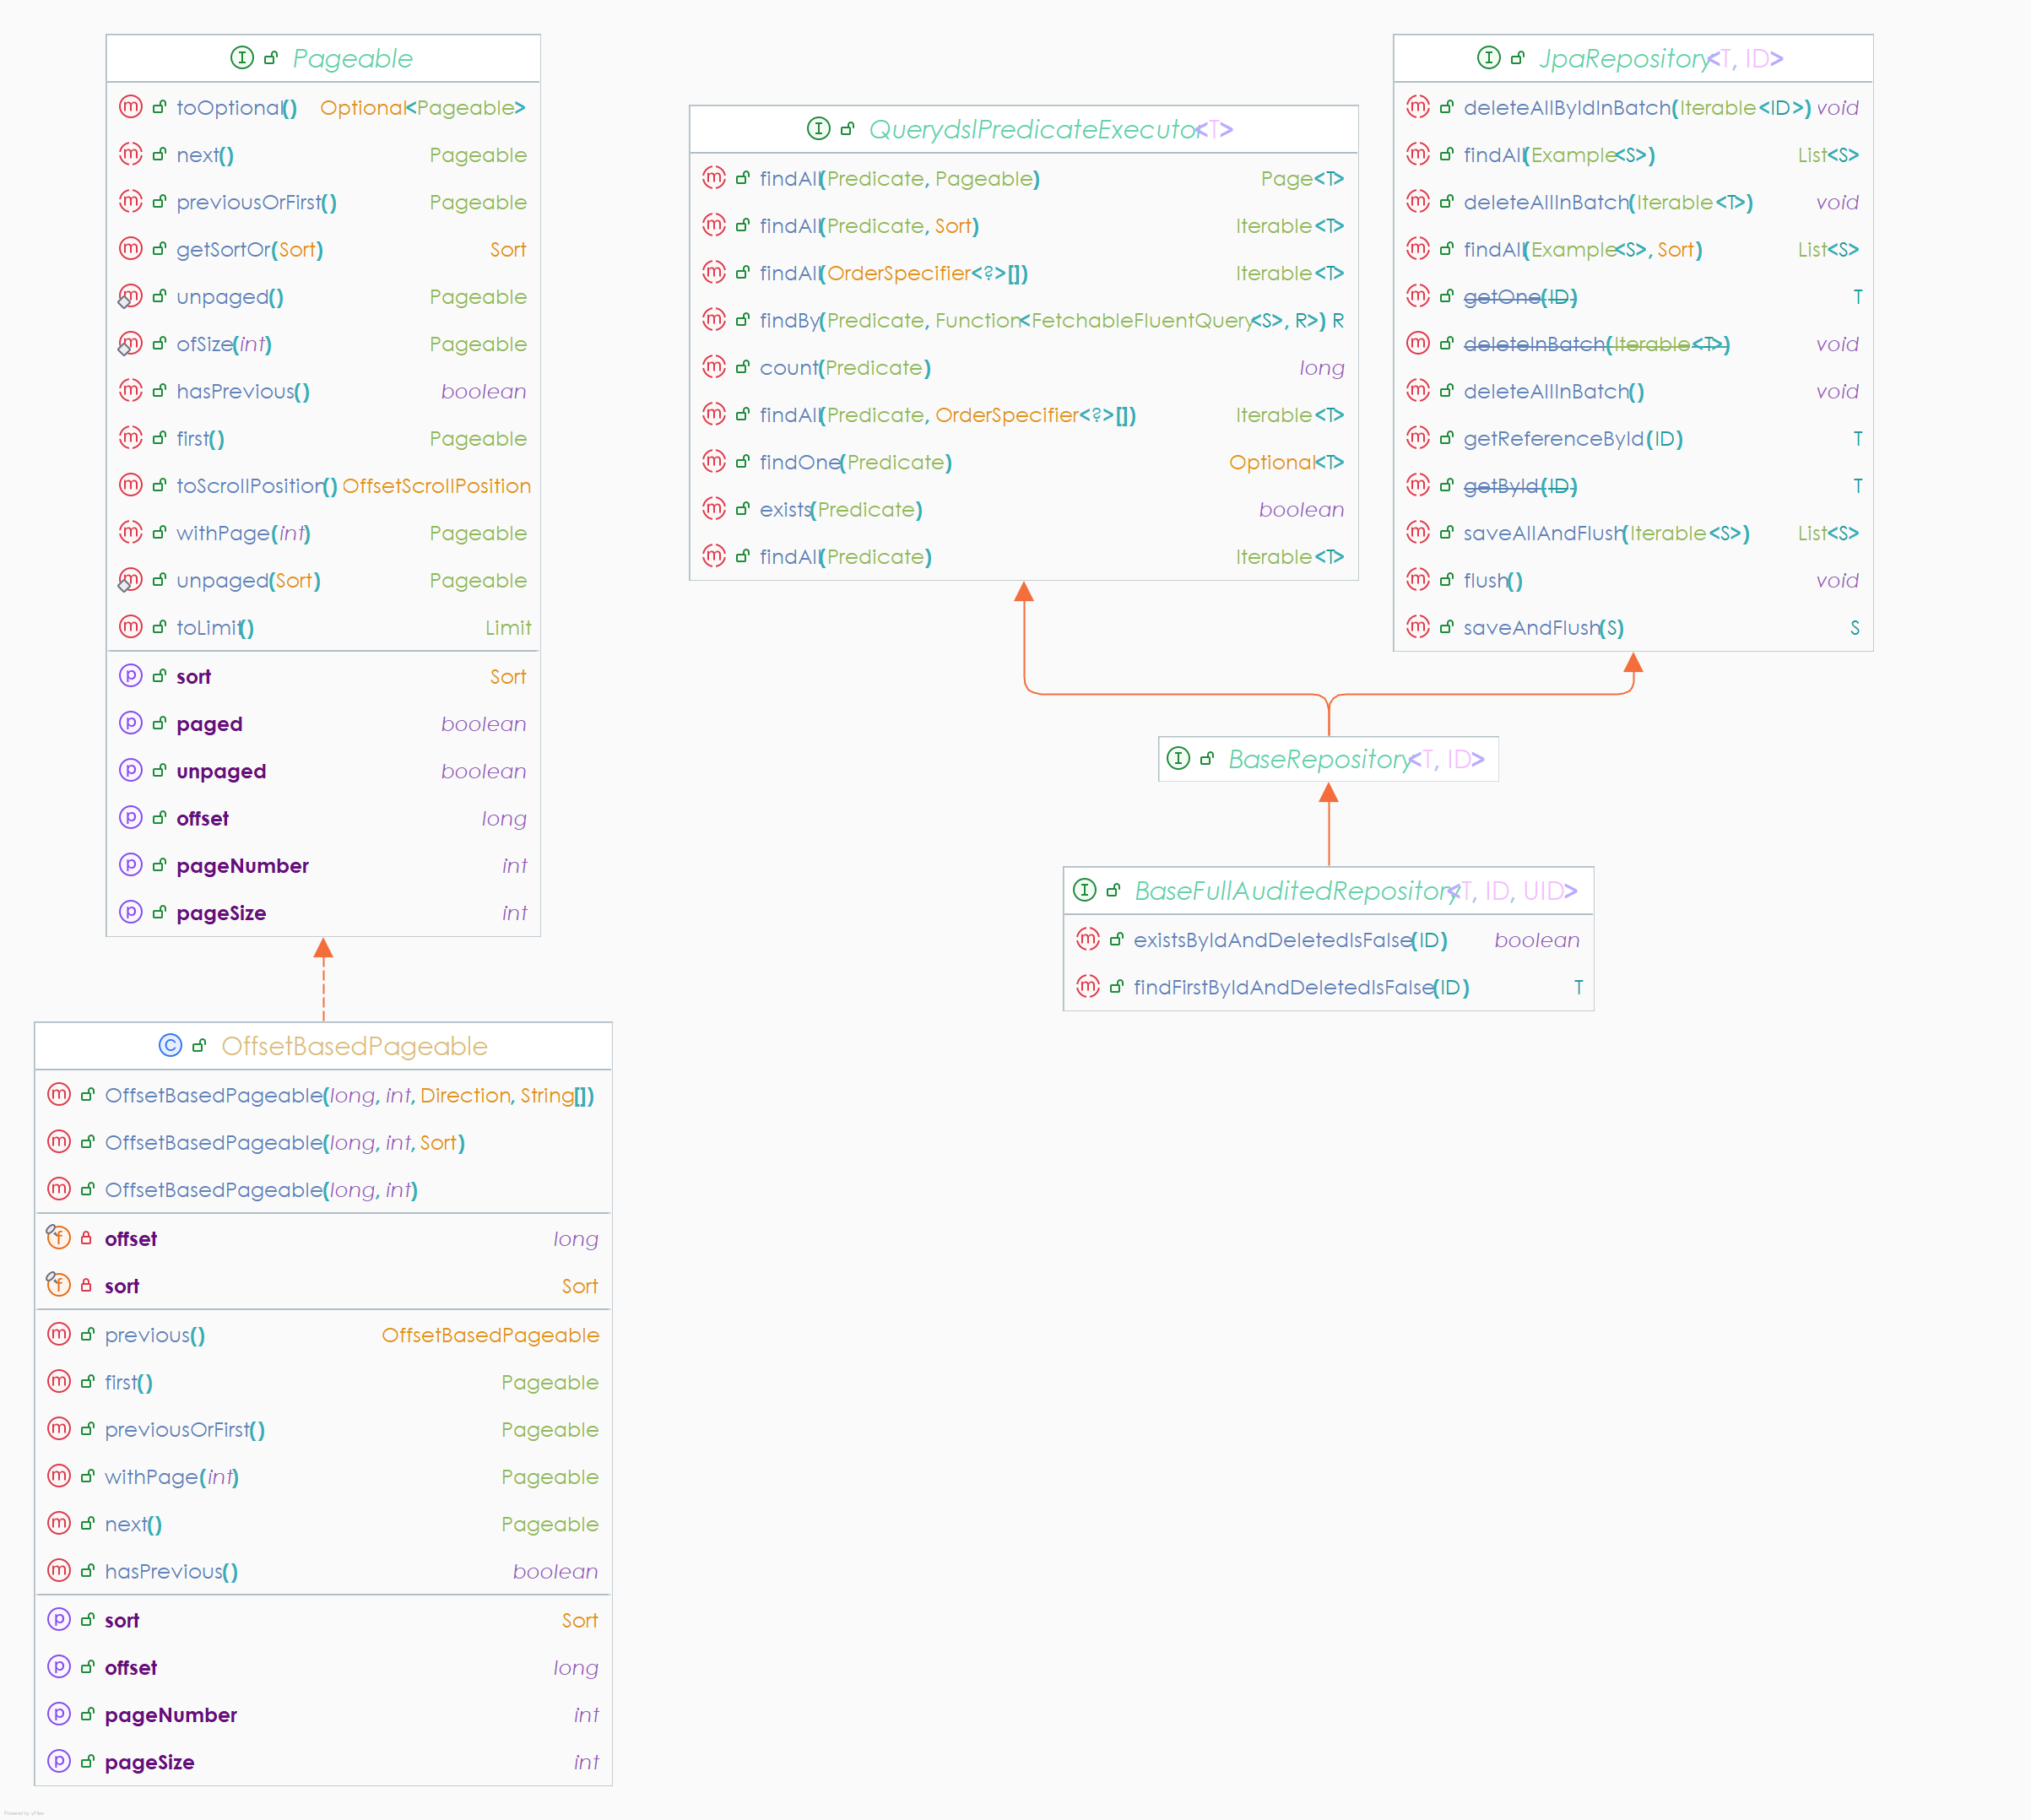 Pageable
toOptional() Optional<Pageable>
next() Pageable
previousOrFirst() Pageable
getSortOr(Sort) Sort
unpaged() Pageable
ofSize(int) Pageable
hasPrevious() boolean
first() Pageable
toScrollPosition() OffsetScrollPosition
withPage(int) Pageable
unpaged(Sort) Pageable
toLimit() Limit
sort Sort
paged boolean
unpaged boolean
offset long
pageNumber int
pageSize int
QuerydslPredicateExecutor<T>
findAll(Predicate, Pageable) Page<T>
findAll(Predicate, Sort) Iterable<T>
findAll(OrderSpecifier<?>[]) Iterable<T>
findBy(Predicate, Function<FetchableFluentQuery<S>, R>) R
count(Predicate) long
findAll(Predicate, OrderSpecifier<?>[]) Iterable<T>
findOne(Predicate) Optional<T>
exists(Predicate) boolean
findAll(Predicate) Iterable<T>
JpaRepository<T, ID>
deleteAllByIdInBatch(Iterable<ID>) void
findAll(Example<S>) List<S>
deleteAllInBatch(Iterable<T>) void
findAll(Example<S>, Sort) List<S>
getOne(ID) T
deleteInBatch(Iterable<T>) void
deleteAllInBatch() void
getReferenceById(ID) T
getById(ID) T
saveAllAndFlush(Iterable<S>) List<S>
flush() void
saveAndFlush(S) S
BaseRepository<T, ID>
BaseFullAuditedRepository<T, ID, UID>
existsByIdAndDeletedIsFalse(ID) boolean
findFirstByIdAndDeletedIsFalse(ID) T
OffsetBasedPageable
OffsetBasedPageable(long, int, Direction, String[])
OffsetBasedPageable(long, int, Sort)
OffsetBasedPageable(long, int)
offset long
sort Sort
previous() OffsetBasedPageable
first() Pageable
previousOrFirst() Pageable
withPage(int) Pageable
next() Pageable
hasPrevious() boolean
sort Sort
offset long
pageNumber int
pageSize int
Powered by yFiles